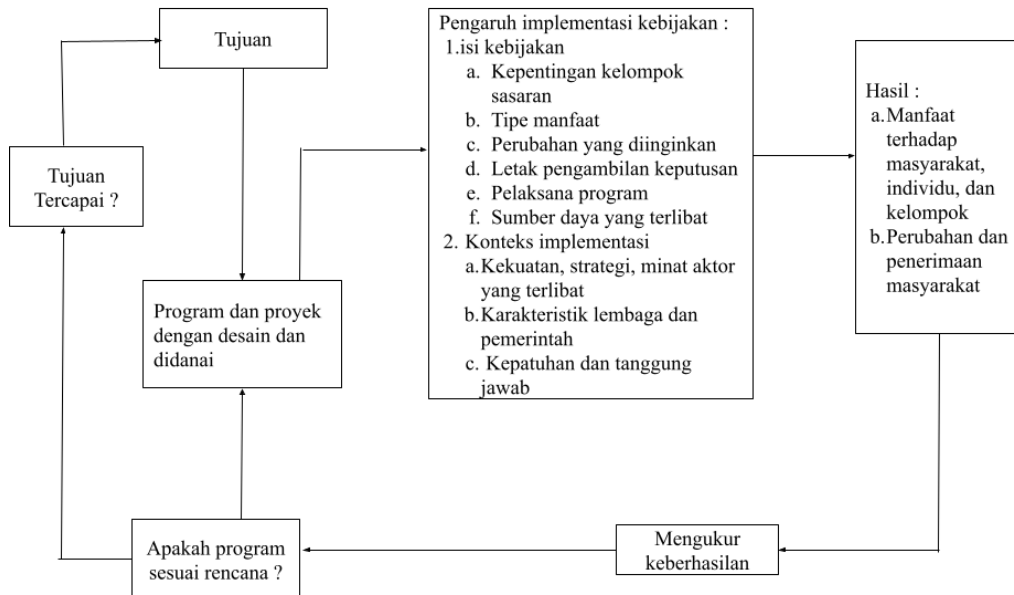 Tujuan
Tujuan
Tercapai ?
Program dan proyek
dengan desain dan
didanai
Pengaruh implementasi kebijakan :
1.isi kebijakan
a. Kepentingan kelompok
sasaran
b. Tipe manfaat
c. Perubahan yang diinginkan
d. Letak pengambilan keputusan
e. Pelaksana program
f. Sumber daya yang terlibat
2. Konteks implementasi
a.Kekuatan, strategi, minat aktor
yang terlibat
b.Karakteristik lembaga dan
pemerintah
c. Kepatuhan dan tanggung
jawab
Hasil :
a.Manfaat
terhadap
masyarakat,
individu, dan
kelompok
b.Perubahan dan
penerimaan
masyarakat
Mengukur
keberhasilan
Apakah program
sesuai rencana ?